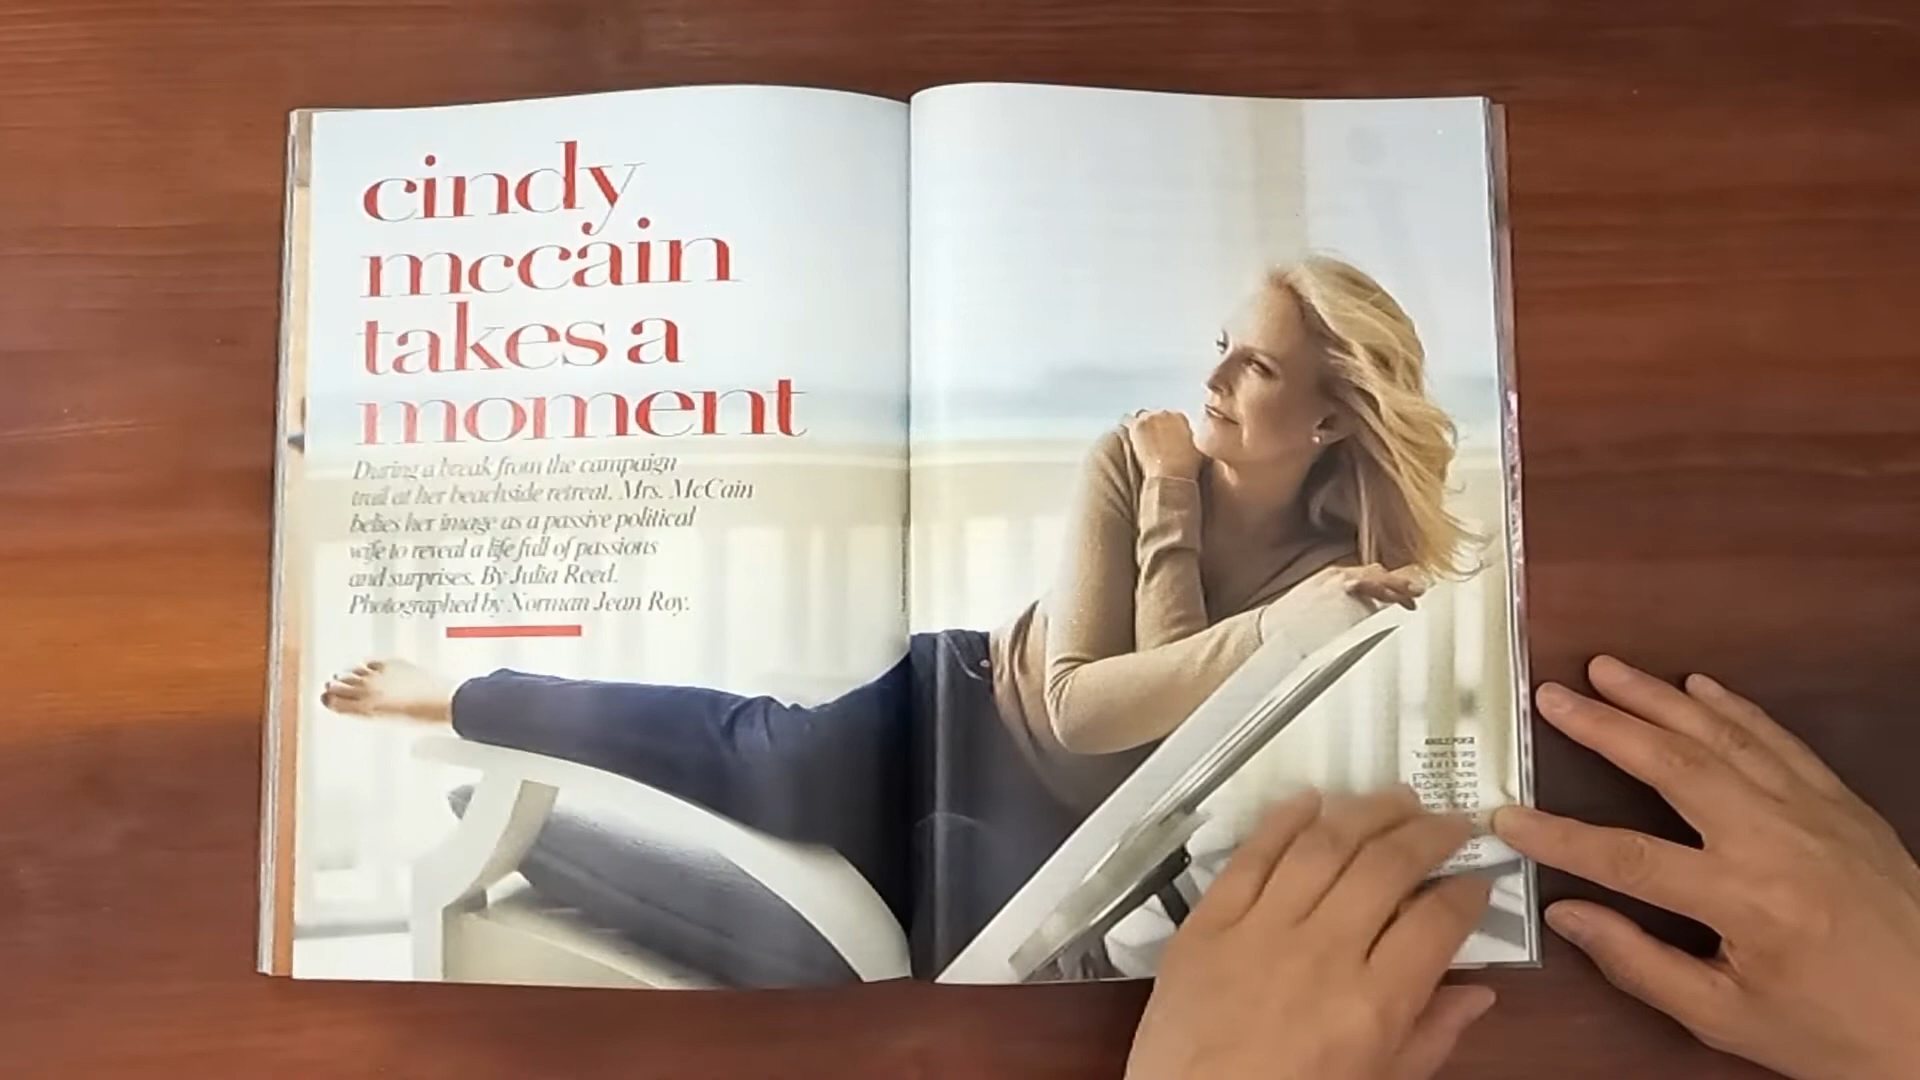 cindy
mccain
takes a
moment
During a break from the campaign
trail at her beachside retreat, Mrs. McCain
belies her image as a passive political
wife to reveal a life full of passions
and surprises. By Julia Reed.
Photographed by Norman Jean Roy.